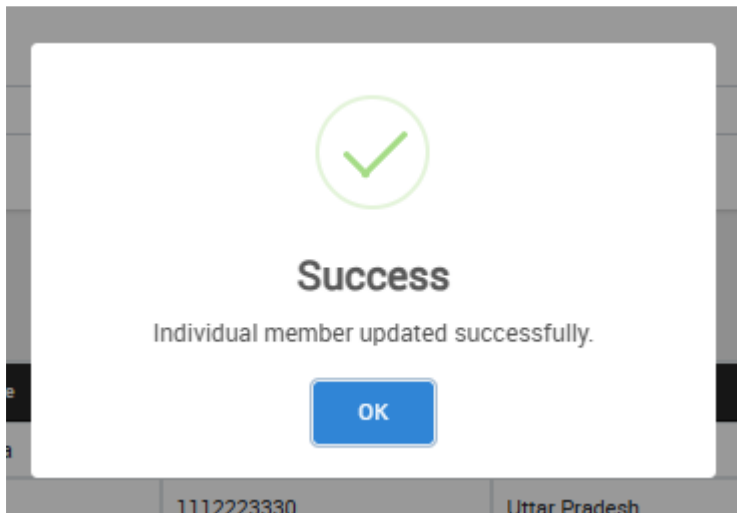 Success
Individual member updated successfully.
OK
e
a
1112223330 Uttar Pradesh